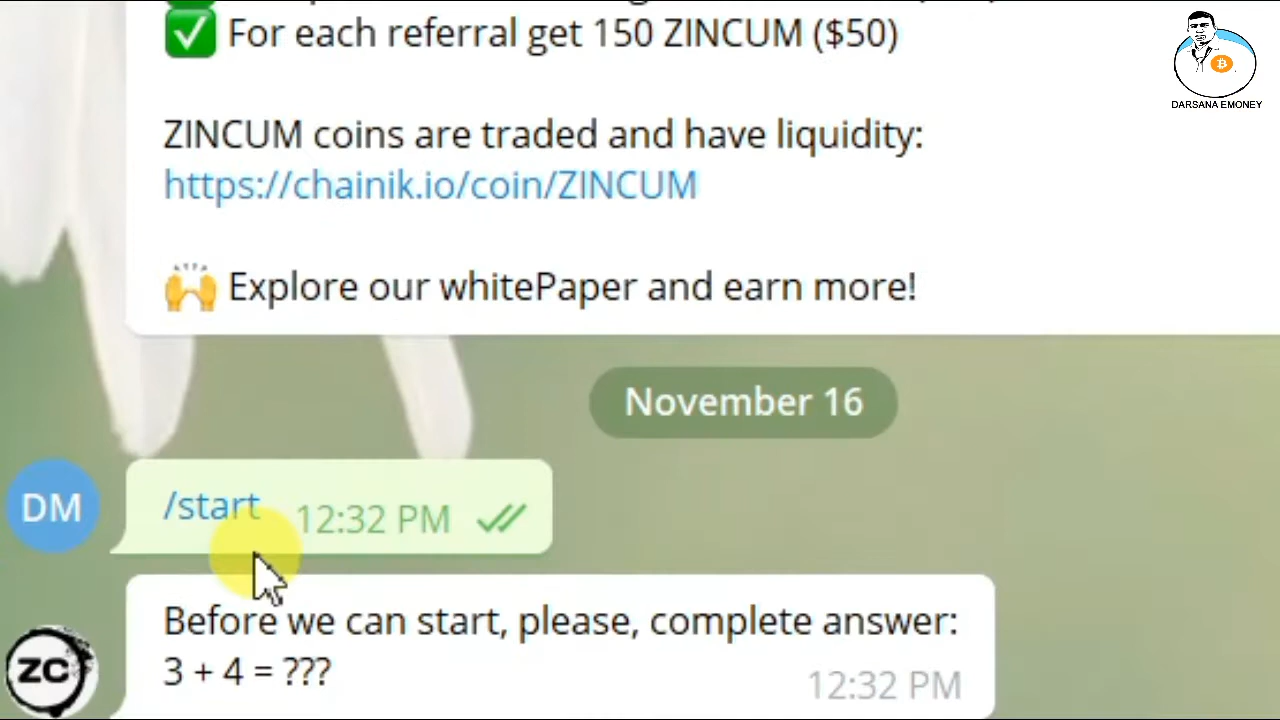 ✅ For each referral get 150 ZINCUM ($50)
DARSANA EMONEY
ZINCUM coins are traded and have liquidity:
https://chainik.io/coin/ZINCUM
🙌 Explore our whitePaper and earn more!
November 16
DM
/start 12:32 PM
Before we can start, please, complete answer:
ZC
3 + 4 = ??? 12:32 PM